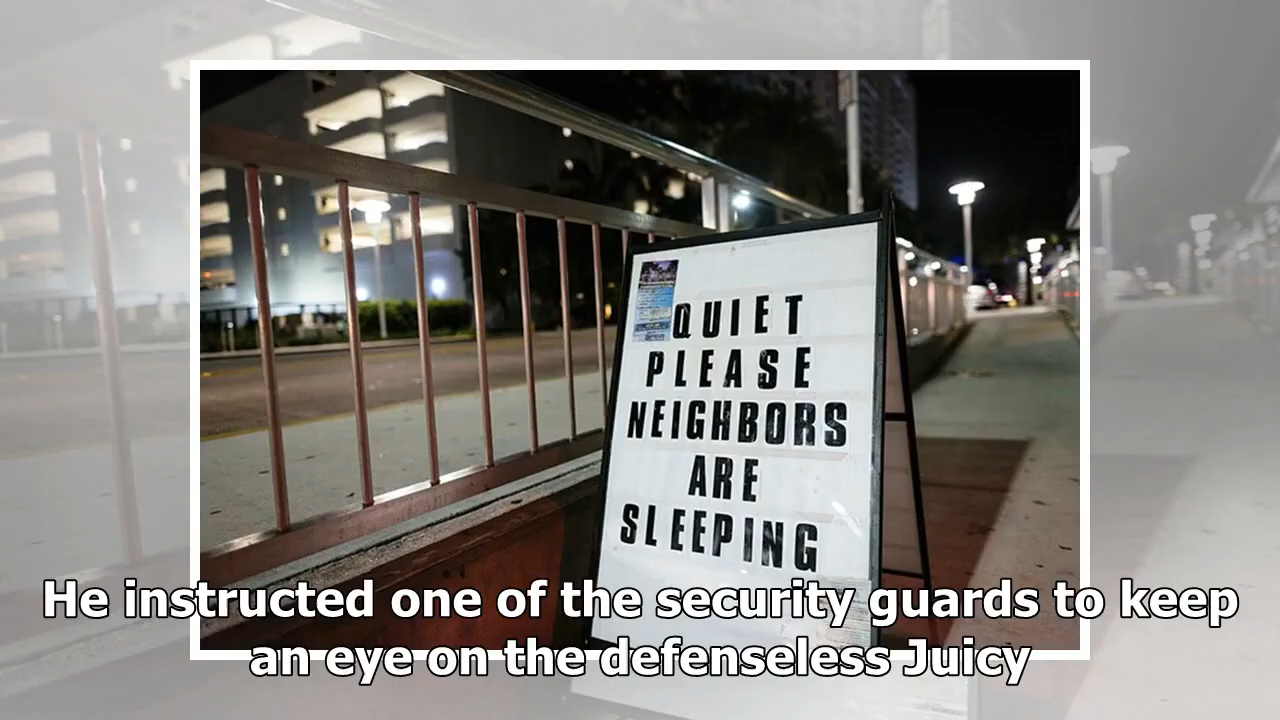 QUIET
PLEASE
NEIGHBORS
ARE
SLEEPING
He instructed one of the security guards to keep
an eye on the defenseless Juicy